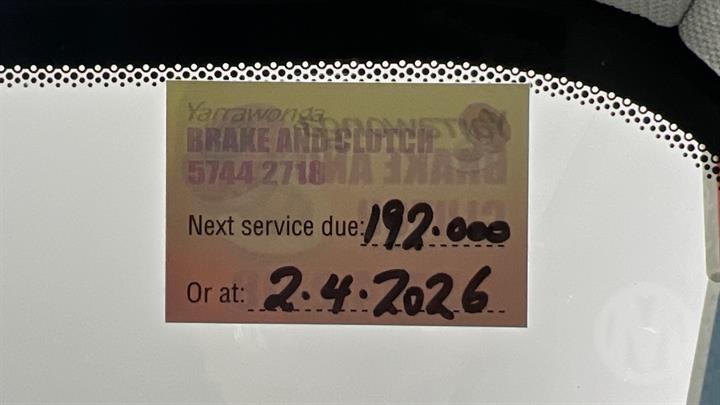 Yarrawonga
BRAKE AND CLUTCH
5744 2718
Next service due: 192.000
Or at: 2.4.2026